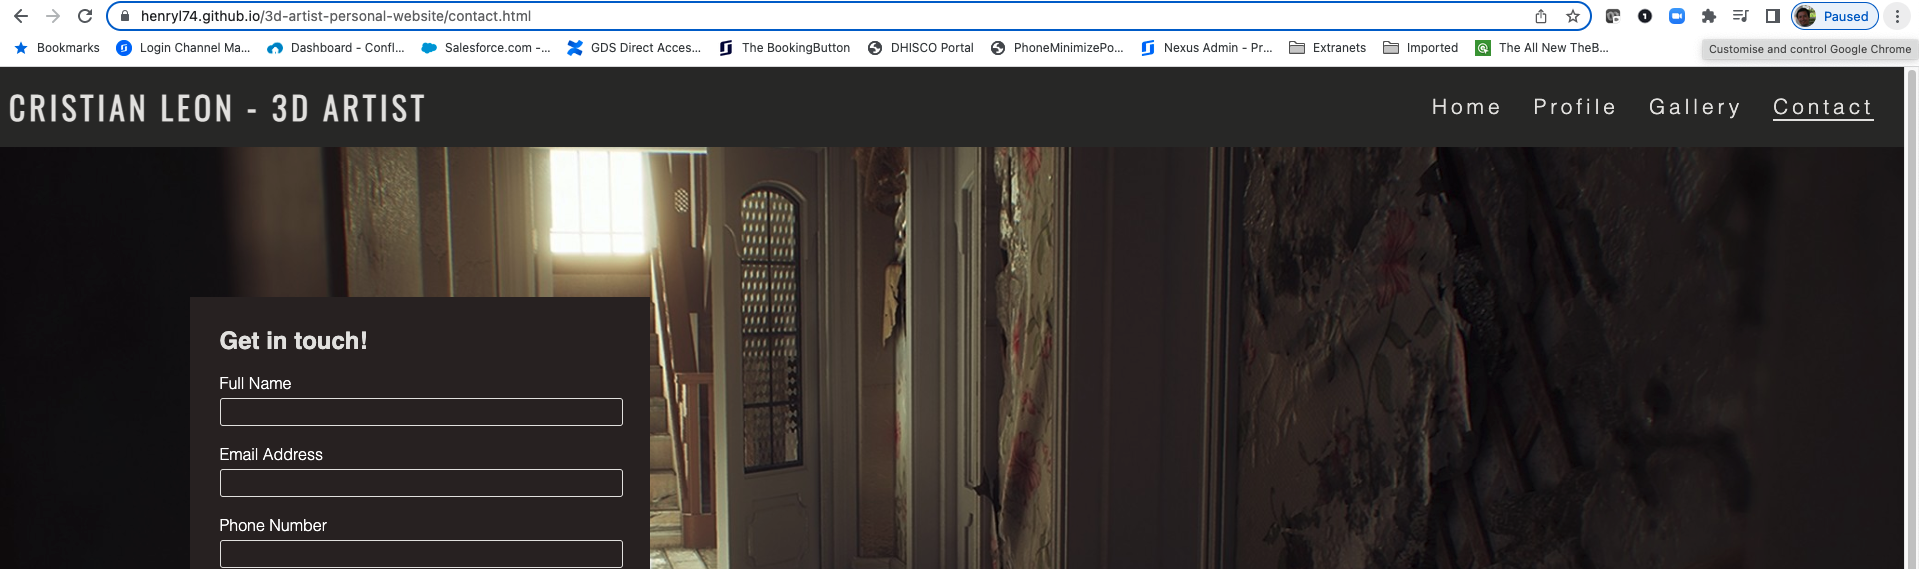 henryl74.github.io/3d-artist-personal-website/contact.html
1
Paused
Bookmarks Login Channel Ma... Dashboard - Confl... Salesforce.com -... GDS Direct Acces... The BookingButton DHISCO Portal PhoneMinimizePo... Nexus Admin - Pr... Extranets Imported The All New TheB...
Customise and control Google Chrome
CRISTIAN LEON - 3D ARTIST
Home Profile Gallery Contact
Get in touch!
Full Name
Email Address
Phone Number